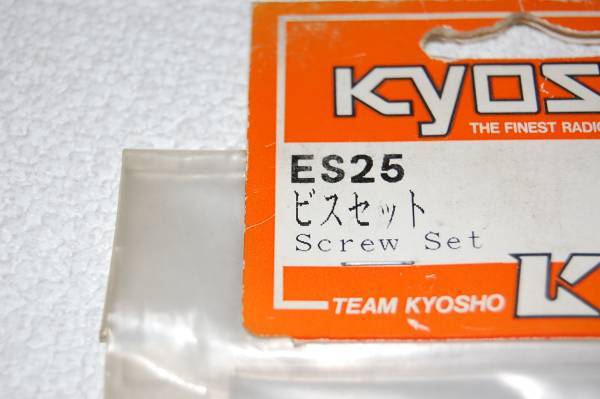 KYOS
THE FINEST RADIO
ES25
ビスセット
Screw Set
TEAM KYOSHO
K